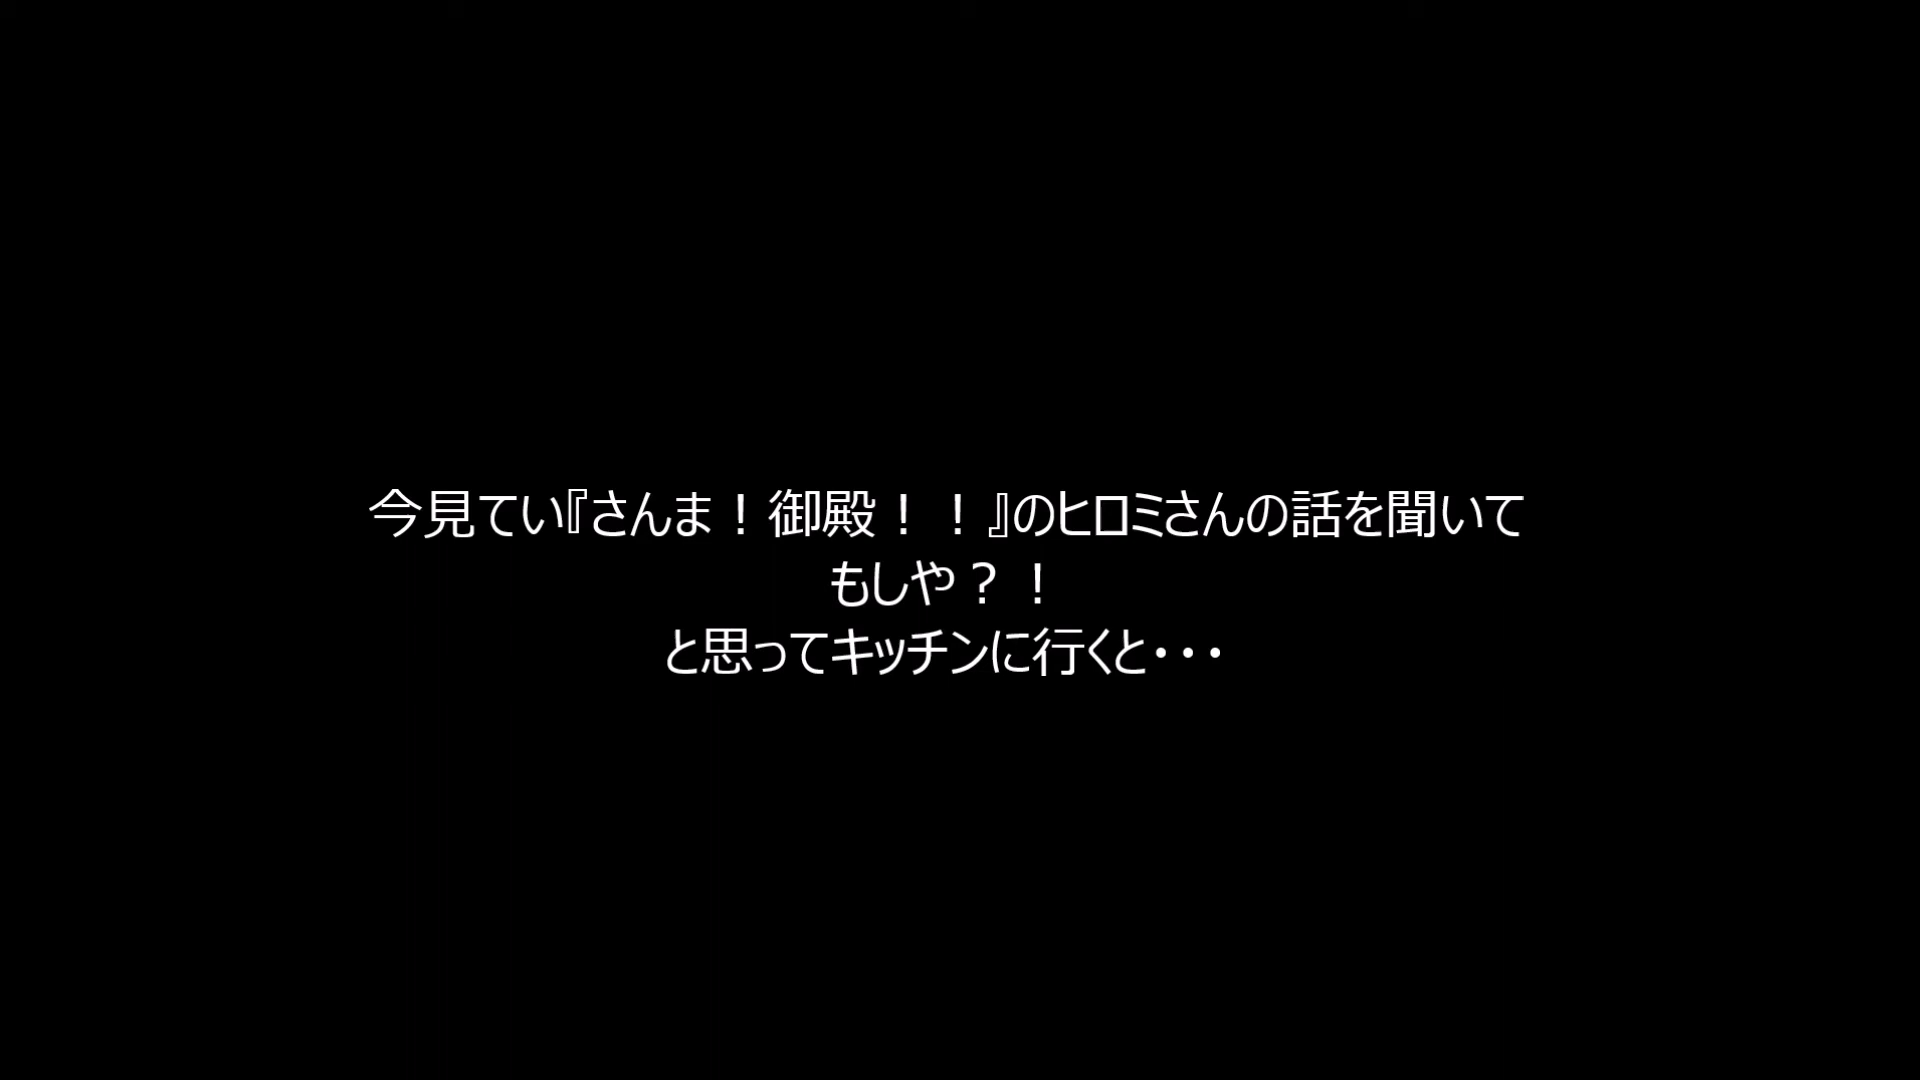 今見てい『さんま！御殿！！』のヒロミさんの話を聞いて
もしや？！
と思ってキッチンに行くと・・・